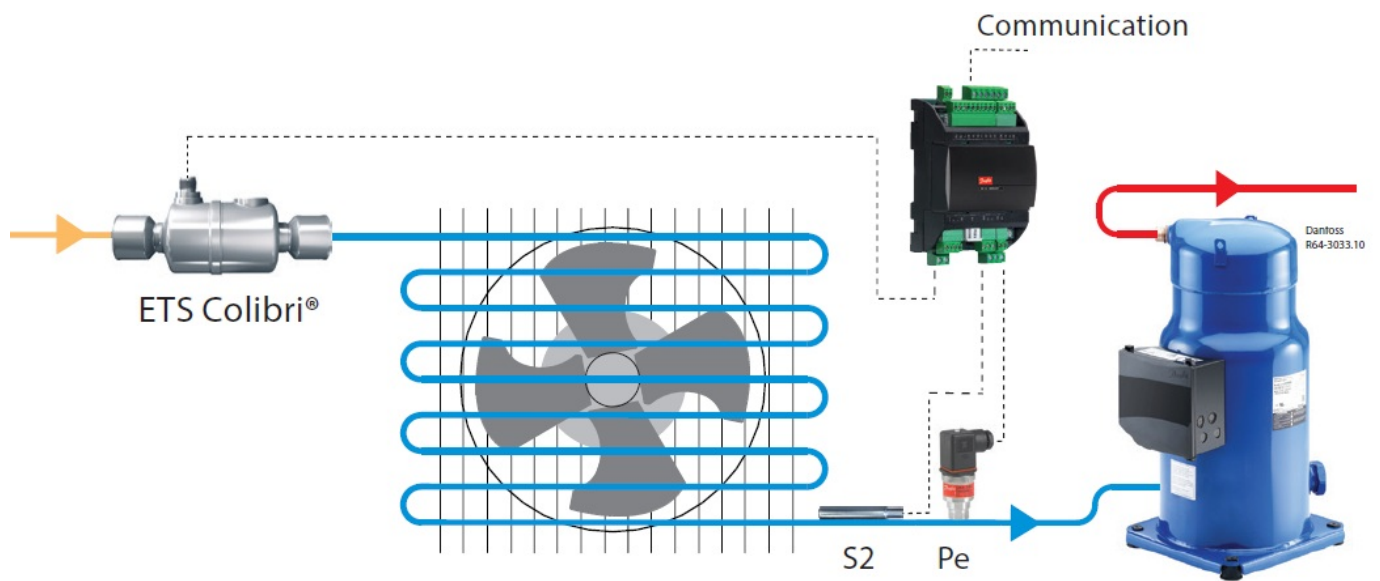 Communication
Danfoss
R64-3033.10
ETS Colibri®
S2
Pe